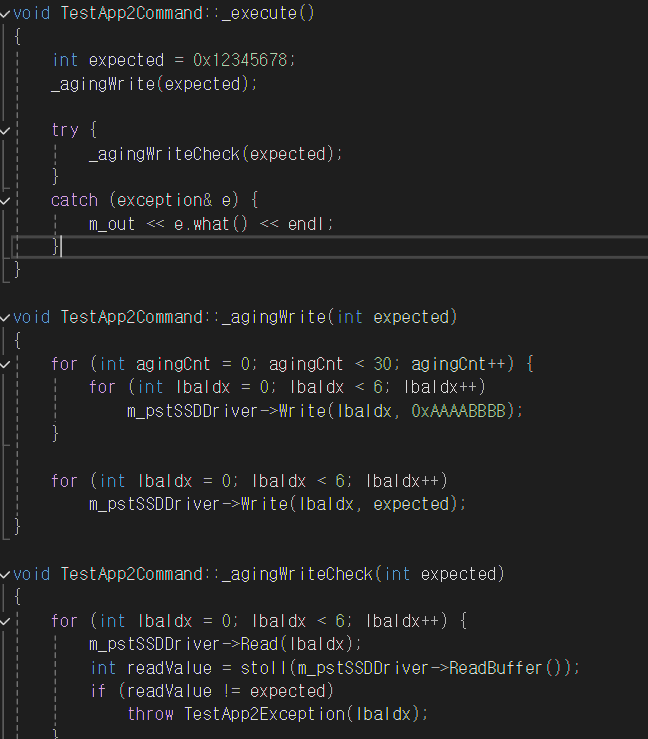 void TestApp2Command::_execute()
{
    int expected = 0x12345678;
    _agingWrite(expected);

    try {
        _agingWriteCheck(expected);
    }
    catch (exception& e) {
        m_out << e.what() << endl;
    }
}

void TestApp2Command::_agingWrite(int expected)
{
    for (int agingCnt = 0; agingCnt < 30; agingCnt++) {
        for (int lbaIdx = 0; lbaIdx < 6; lbaIdx++)
            m_pstSSDDriver->Write(lbaIdx, 0xAAAABBBB);
    }

    for (int lbaIdx = 0; lbaIdx < 6; lbaIdx++)
        m_pstSSDDriver->Write(lbaIdx, expected);
}

void TestApp2Command::_agingWriteCheck(int expected)
{
    for (int lbaIdx = 0; lbaIdx < 6; lbaIdx++) {
        m_pstSSDDriver->Read(lbaIdx);
        int readValue = stoll(m_pstSSDDriver->ReadBuffer());
        if (readValue != expected)
            throw TestApp2Exception(lbaIdx);
    }